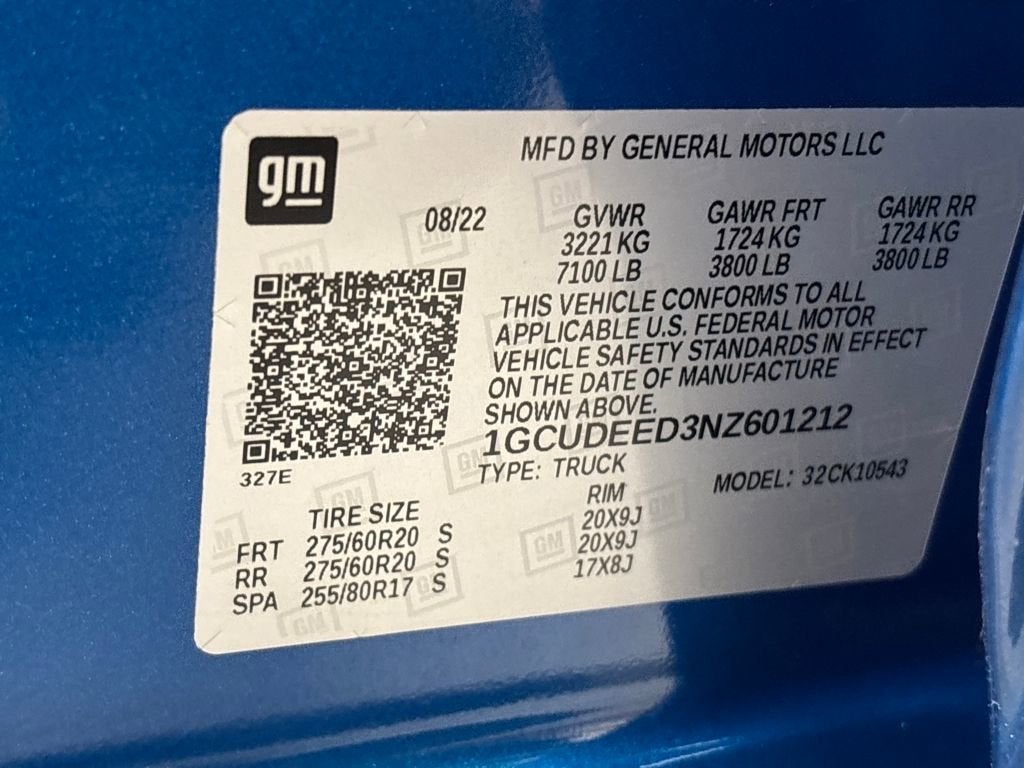 gm
MFD BY GENERAL MOTORS LLC
08/22
GVWR GAWR FRT GAWR RR
3221 KG 1724 KG 1724 KG
7100 LB 3800 LB 3800 LB
THIS VEHICLE CONFORMS TO ALL
APPLICABLE U.S. FEDERAL MOTOR
VEHICLE SAFETY STANDARDS IN EFFECT
ON THE DATE OF MANUFACTURE
SHOWN ABOVE.
1GCUDEED3NZ601212
327E
TYPE: TRUCK MODEL: 32CK10543
TIRE SIZE RIM
FRT 275/60R20 S 20X9J
RR 275/60R20 S 20X9J
SPA 255/80R17 S 17X8J